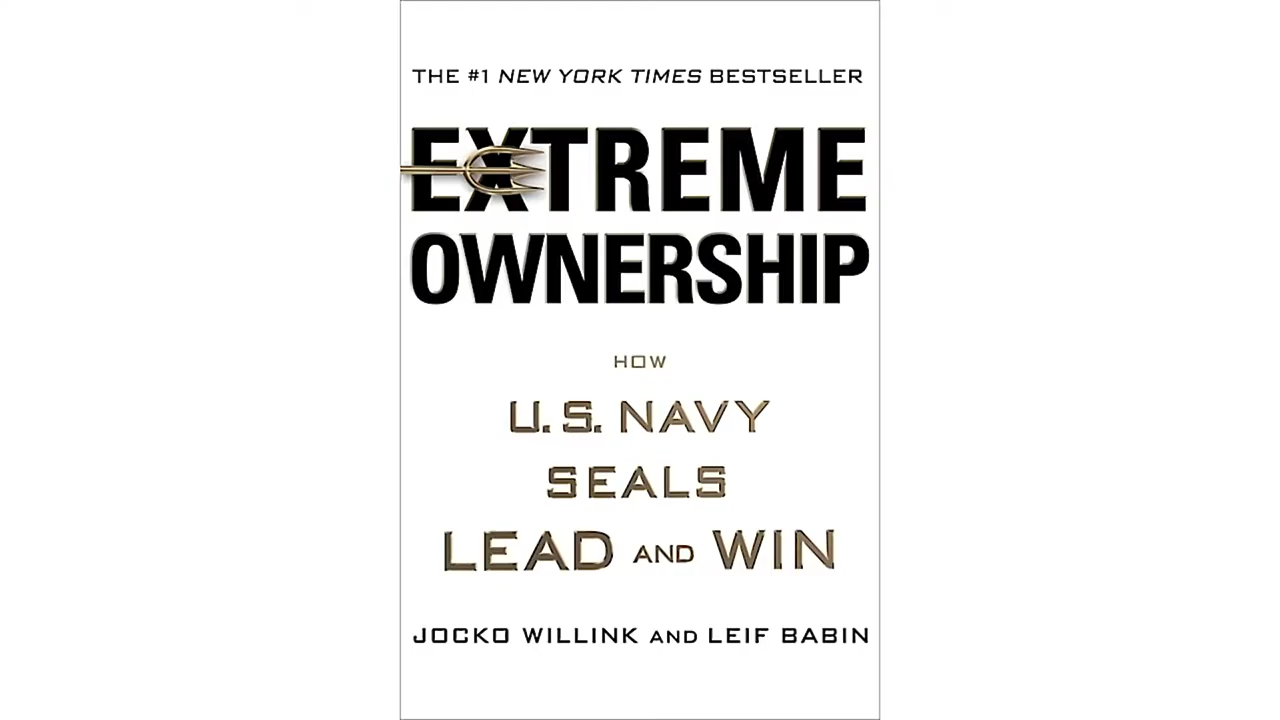 THE #1 NEW YORK TIMES BESTSELLER
EXTREME
OWNERSHIP
HOW
U.S. NAVY
SEALS
LEAD AND WIN
JOCKO WILLINK AND LEIF BABIN